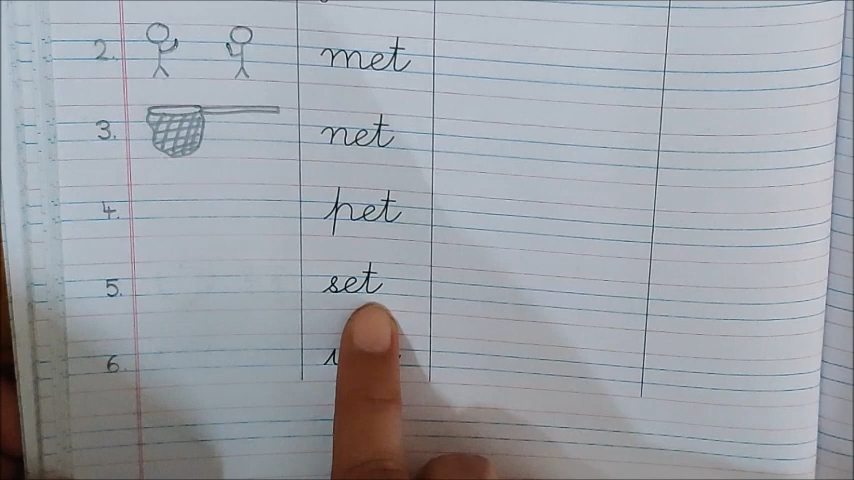 2. met
3. net
4. pet
5. set
6.